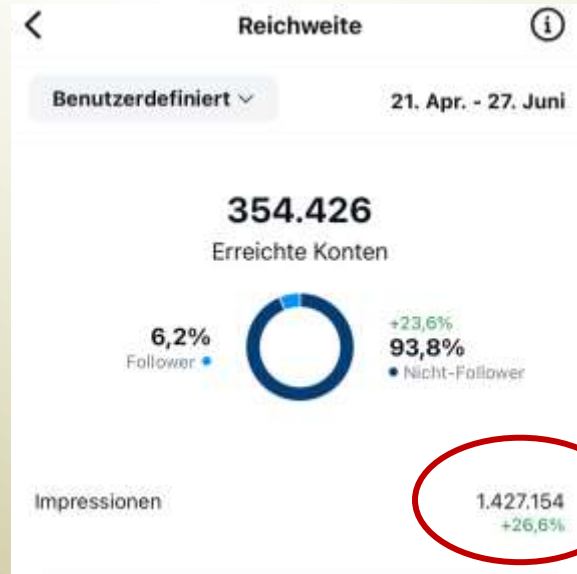 Reichweite
Benutzerdefiniert
21. Apr. - 27. Juni
354.426
Erreichte Konten
6,2%
Follower
+23,6%
93,8%
Nicht-Follower
Impressionen
1.427.154
+26,6%